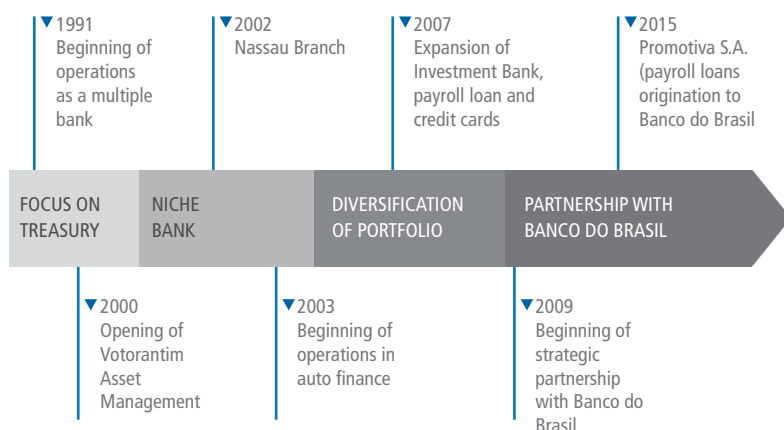 ▼1991
Beginning of
operations
as a multiple
bank
▼2002
Nassau Branch
▼2007
Expansion of
Investment Bank,
payroll loan and
credit cards
▼2015
Promotiva S.A.
(payroll loans
origination to
Banco do Brasil
FOCUS ON
TREASURY
NICHE
BANK
DIVERSIFICATION
OF PORTFOLIO
PARTNERSHIP WITH
BANCO DO BRASIL
▼2000
Opening of
Votorantim
Asset
Management
▼2003
Beginning of
operations in
auto finance
▼2009
Beginning of
strategic
partnership
with Banco do
Brasil